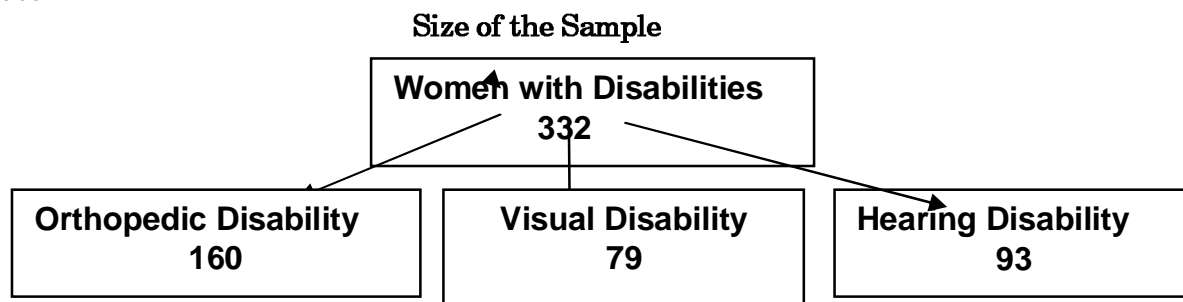 Size of the Sample
Women with Disabilities
332
Orthopedic Disability
160
Visual Disability
79
Hearing Disability
93